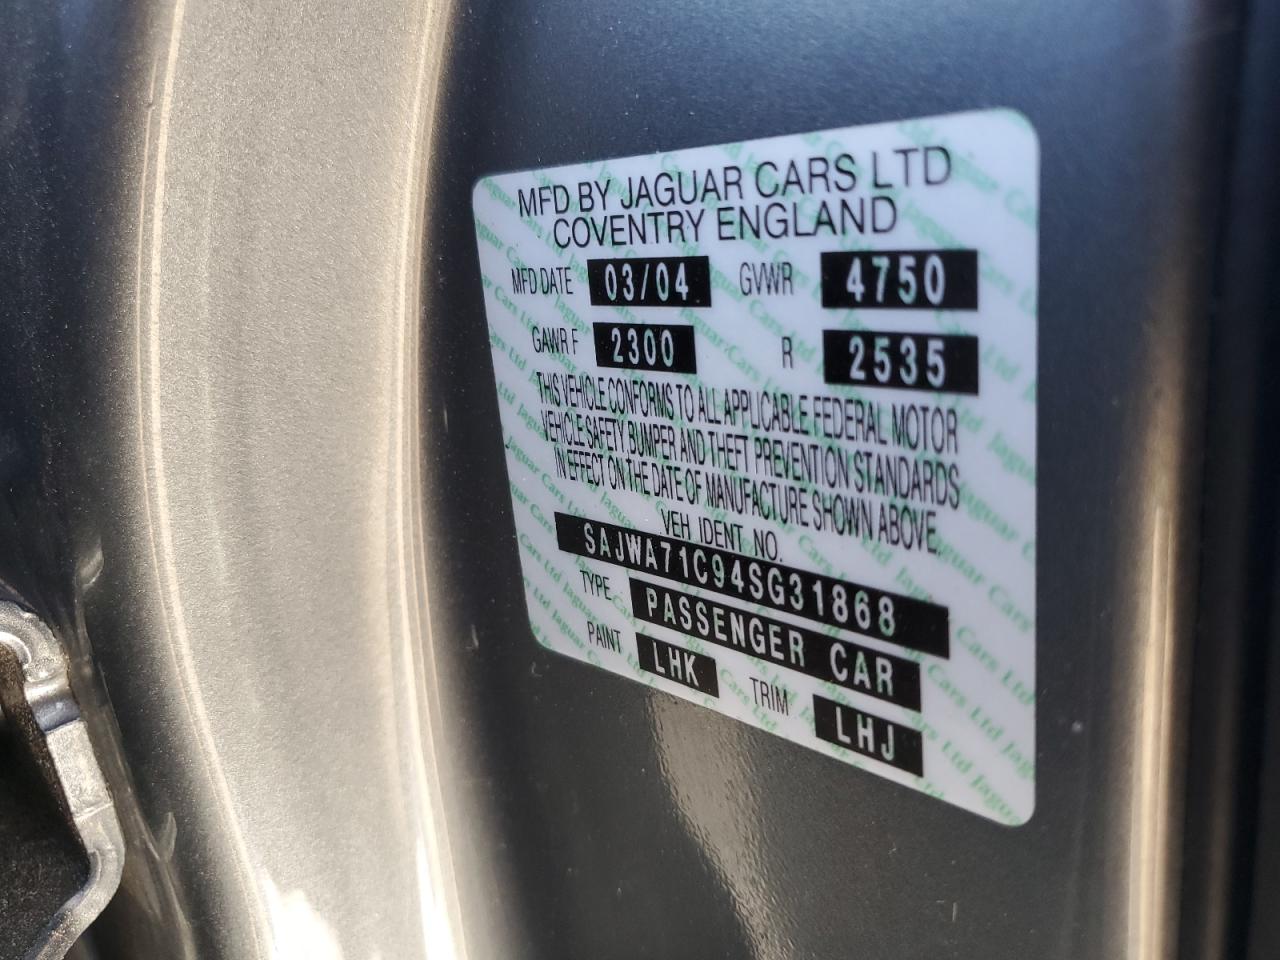 MFD BY JAGUAR CARS LTD
COVENTRY ENGLAND
MFD DATE 03/04 GVWR 4750
GAWR F 2300 R 2535
THIS VEHICLE CONFORMS TO ALL APPLICABLE FEDERAL MOTOR
VEHICLE SAFETY, BUMPER AND THEFT PREVENTION STANDARDS
IN EFFECT ON THE DATE OF MANUFACTURE SHOWN ABOVE.
VEH IDENT NO.
SAJWA71C94SG31868
TYPE PASSENGER CAR
PAINT LHK TRIM LHJ